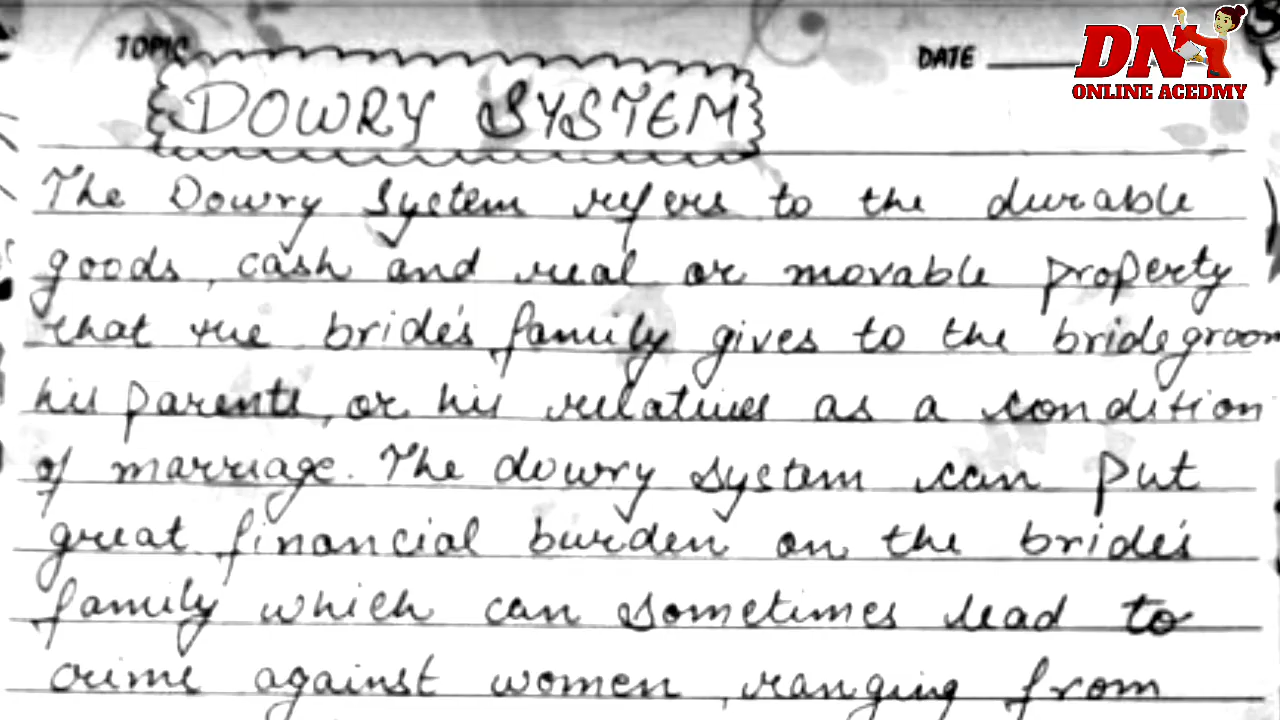 TOPIC
DATE
DNY
ONLINE ACEDMY
DOWRY SYSTEM
The Dowry System refers to the durable
goods, cash and real or movable property
that the bride's family gives to the bridegroom
his parents, or his relatives as a condition
of marriage. The dowry system can put
great financial burden on the bride's
family which can sometimes lead to
crime against women, ranging from